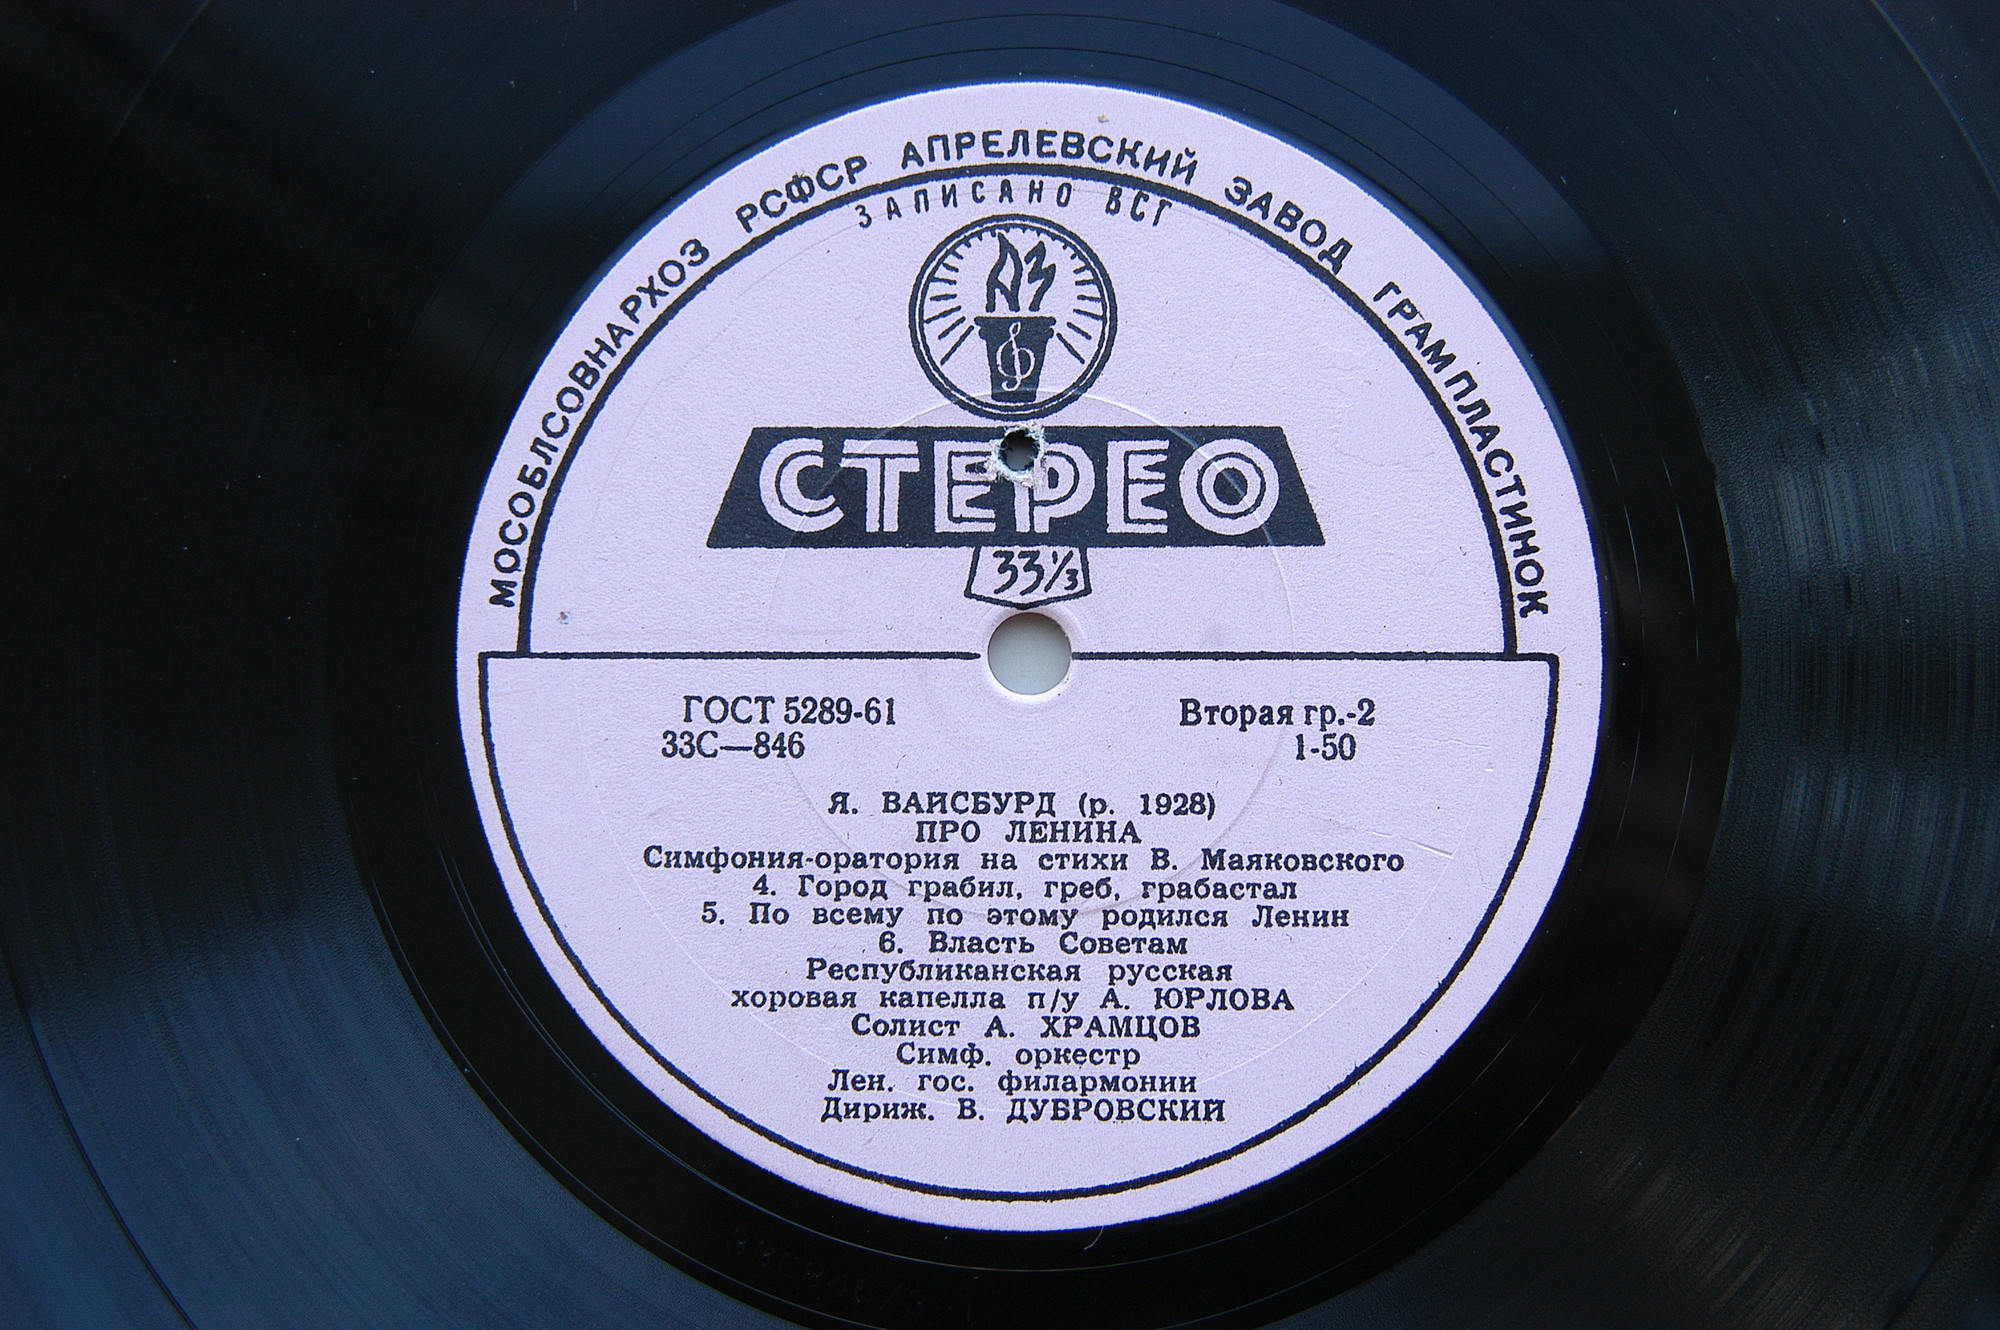 МОСОБЛСОВНАРХОЗ РСФСР АПРЕЛЕВСКИЙ ЗАВОД ГРАМПЛАСТИНОК
ЗАПИСАНО ВСГ
СТЕРЕО
33⅓
ГОСТ 5289-61 Вторая гр.-2
33С—846 1-50
Я. ВАЙСБУРД (р. 1928)
ПРО ЛЕНИНА
Симфония-оратория на стихи В. Маяковского
4. Город грабил, греб, грабастал
5. По всему по этому родился Ленин
6. Власть Советам
Республиканская русская
хоровая капелла п/у А. ЮРЛОВА
Солист А. ХРАМЦОВ
Симф. оркестр
Лен. гос. филармонии
Дириж. В. ДУБРОВСКИЙ